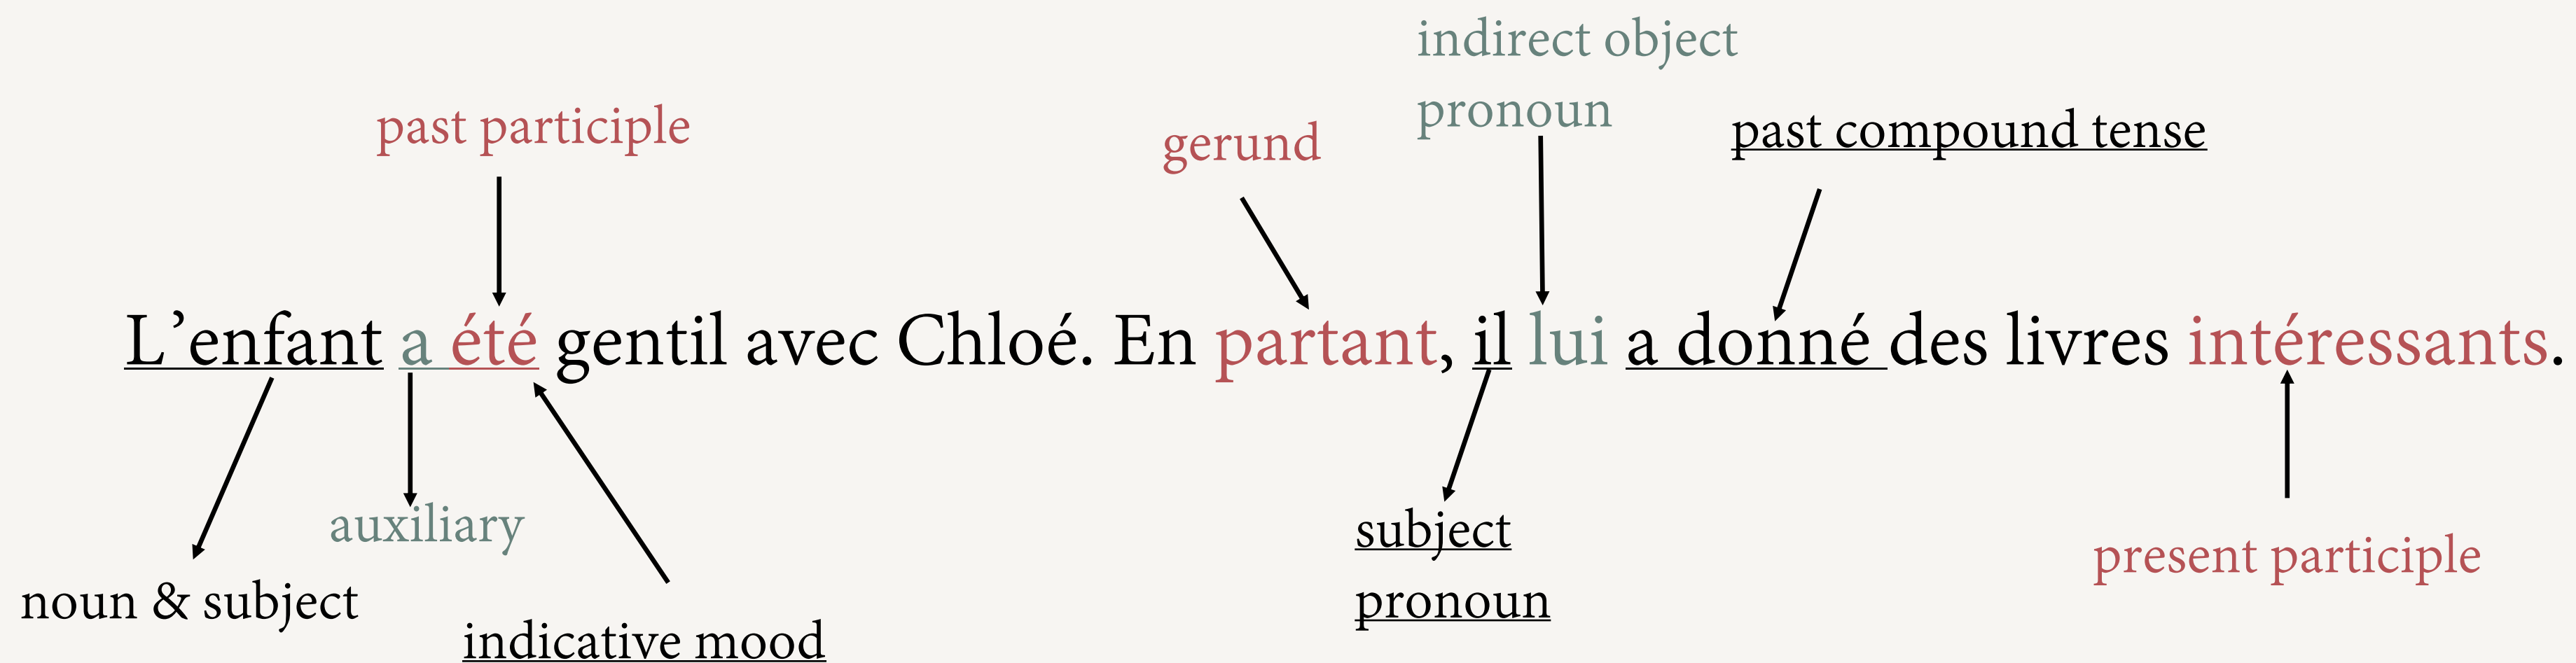 indirect object
pronoun
past participle
gerund
past compound tense
L’enfant a été gentil avec Chloé. En partant, il lui a donné des livres intéressants.
auxiliary
noun & subject
indicative mood
subject
pronoun
present participle